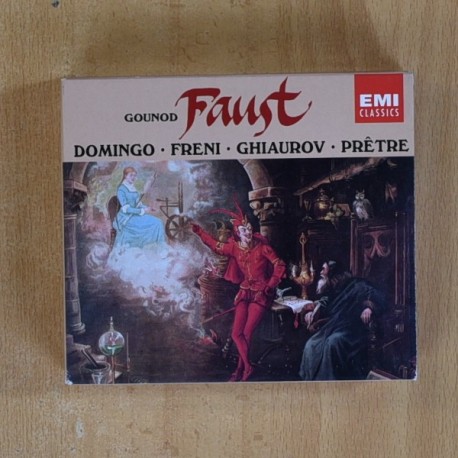 GOUNOD Faust
EMI
CLASSICS
DOMINGO · FRENI · GHIAUROV · PRÊTRE